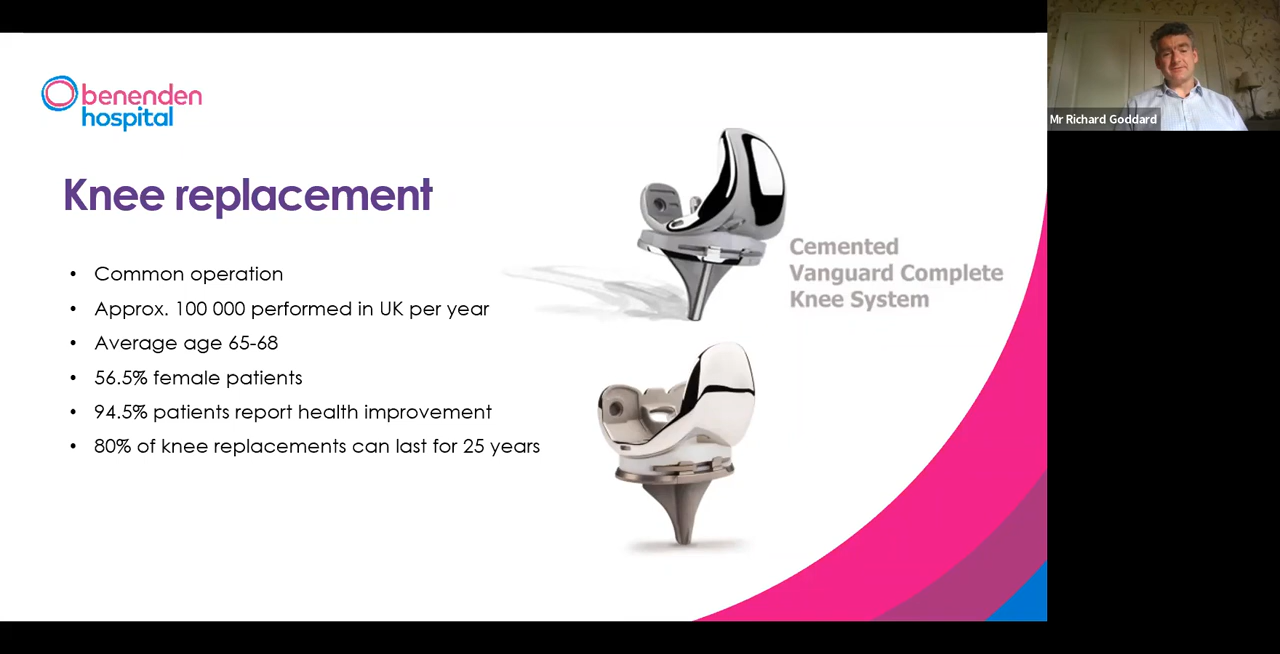 benenden
hospital
Mr Richard Goddard
Knee replacement
• Common operation
• Approx. 100 000 performed in UK per year
• Average age 65-68
• 56.5% female patients
• 94.5% patients report health improvement
• 80% of knee replacements can last for 25 years
Cemented
Vanguard Complete
Knee System